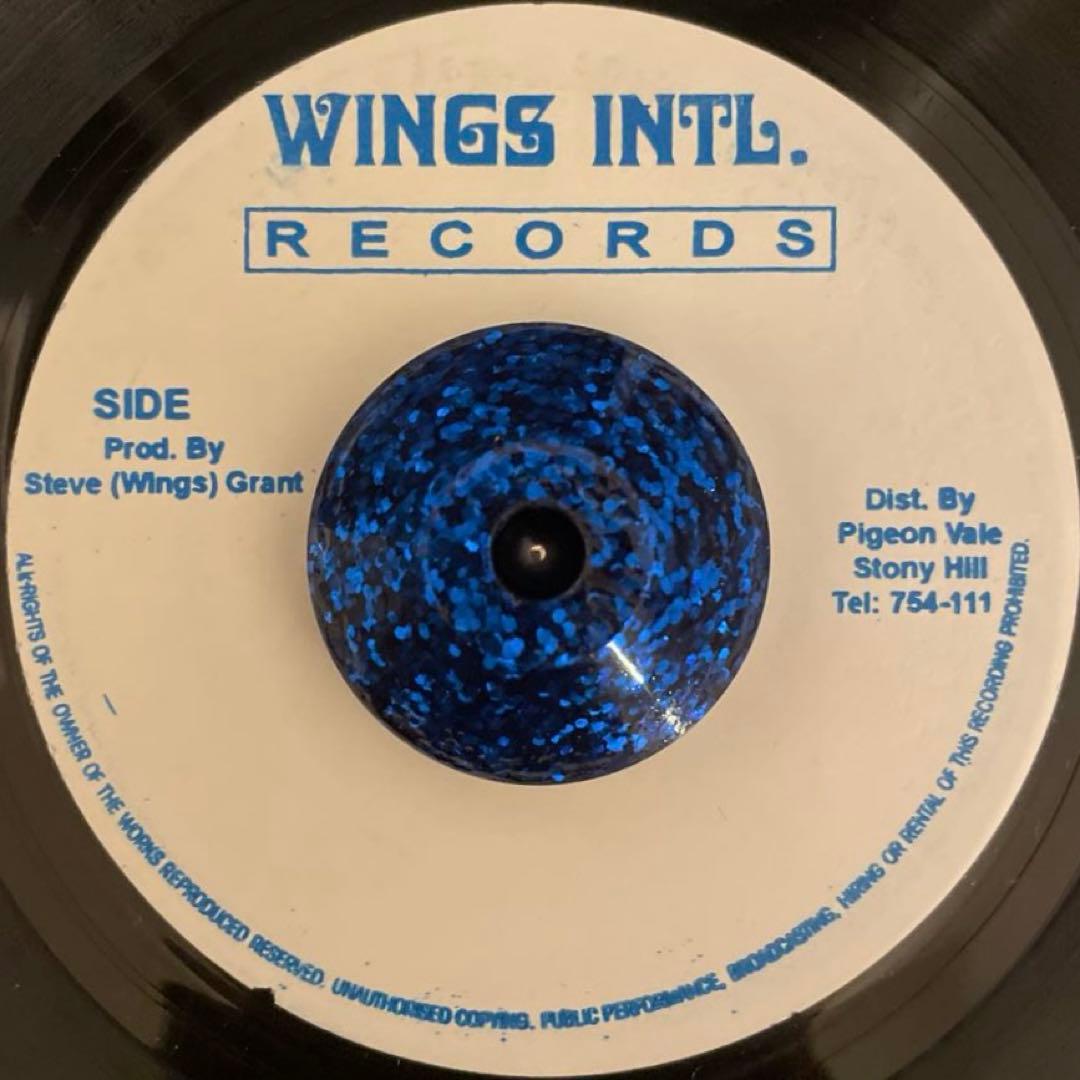 WINGS INTL.
RECORDS
SIDE
Prod. By
Steve (Wings) Grant
Dist. By
Pigeon Vale
Stony Hill
Tel: 754-111
ALL RIGHTS OF THE OWNER OF THE WORKS REPRODUCED RESERVED. UNAUTHORISED COPYING, PUBLIC PERFORMANCE, BROADCASTING, HIRING OR RENTAL OF THIS RECORDING PROHIBITED.